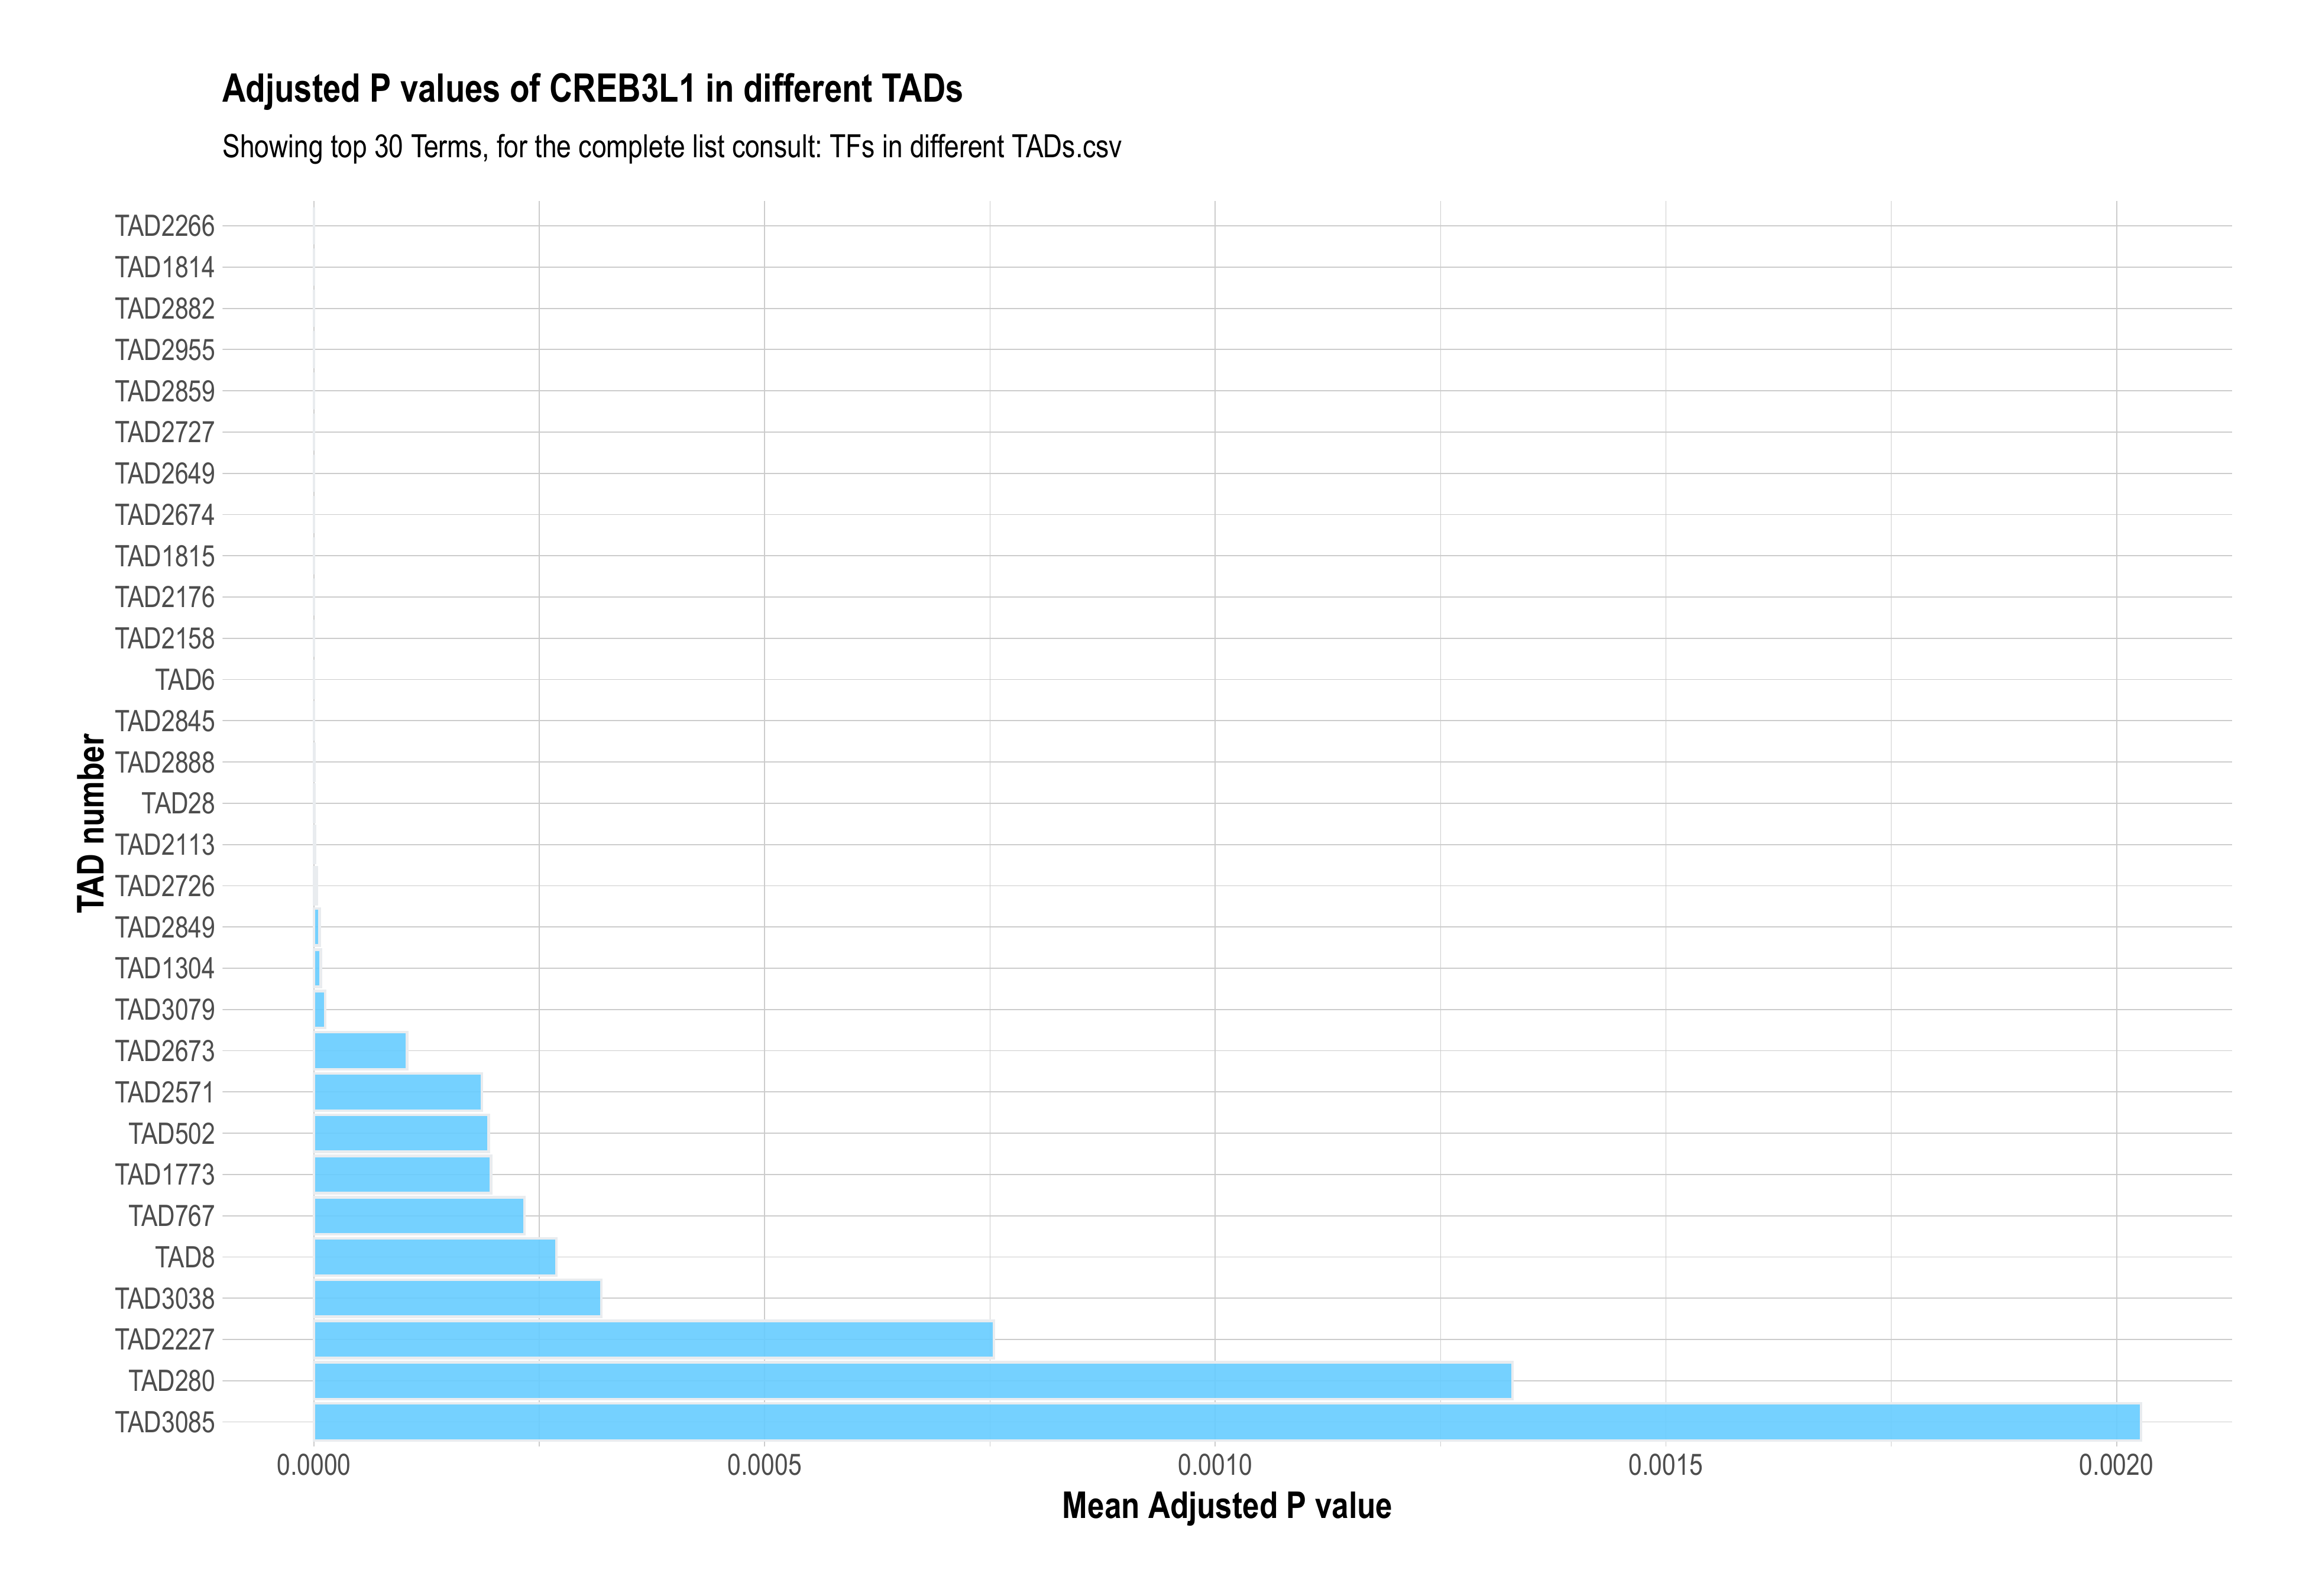 Adjusted P values of CREB3L1 in different TADs
Showing top 30 Terms, for the complete list consult: TFs in different TADs.csv
TAD number
TAD2266
TAD1814
TAD2882
TAD2955
TAD2859
TAD2727
TAD2649
TAD2674
TAD1815
TAD2176
TAD2158
TAD6
TAD2845
TAD2888
TAD28
TAD2113
TAD2726
TAD2849
TAD1304
TAD3079
TAD2673
TAD2571
TAD502
TAD1773
TAD767
TAD8
TAD3038
TAD2227
TAD280
TAD3085
0.0000 0.0005 0.0010 0.0015 0.0020
Mean Adjusted P value